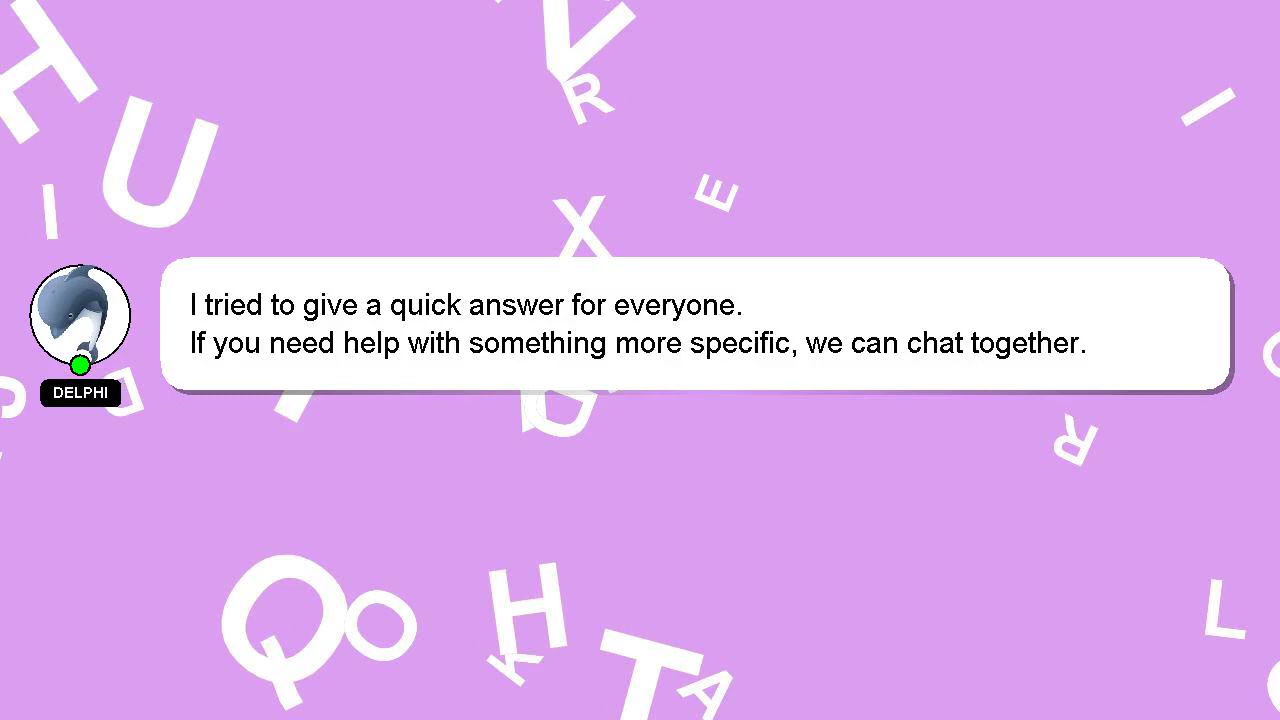 H
U
V
R
I
E
I
X
I tried to give a quick answer for everyone.
If you need help with something more specific, we can chat together.
DELPHI
D
R
Q
O
H
K
T
A
L